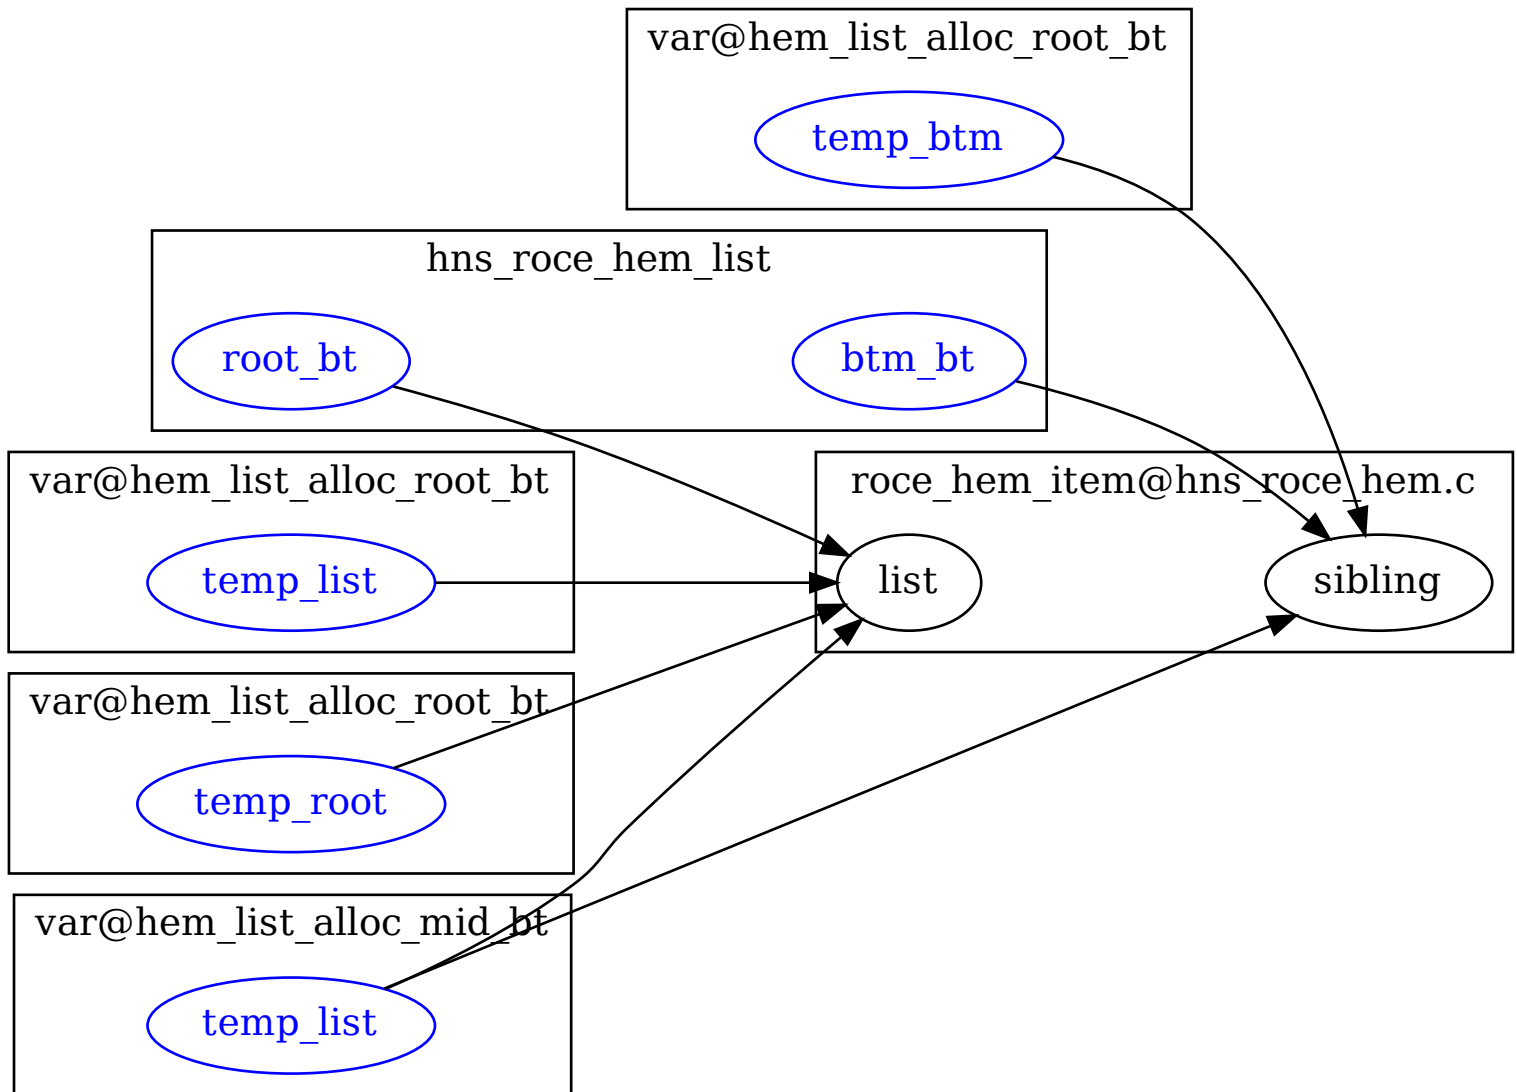 var@hem_list_alloc_root_bt
temp_btm
hns_roce_hem_list
root_bt
btm_bt
var@hem_list_alloc_root_bt
temp_list
roce_hem_item@hns_roce_hem.c
list
sibling
var@hem_list_alloc_root_bt
temp_root
var@hem_list_alloc_mid_bt
temp_list